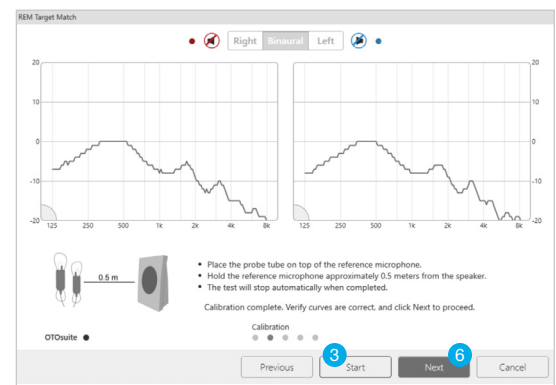 REM Target Match
Right Binaural Left
20 20
10 10
0 0
-10 -10
-20 -20
125 250 500 1k 2k 4k 8k 125 250 500 1k 2k 4k 8k
0.5 m
• Place the probe tube on top of the reference microphone.
• Hold the reference microphone approximately 0.5 meters from the speaker.
• The test will stop automatically when completed.
Calibration complete. Verify curves are correct, and click Next to proceed.
Calibration
OTOsuite
3 6
Previous Start Next Cancel